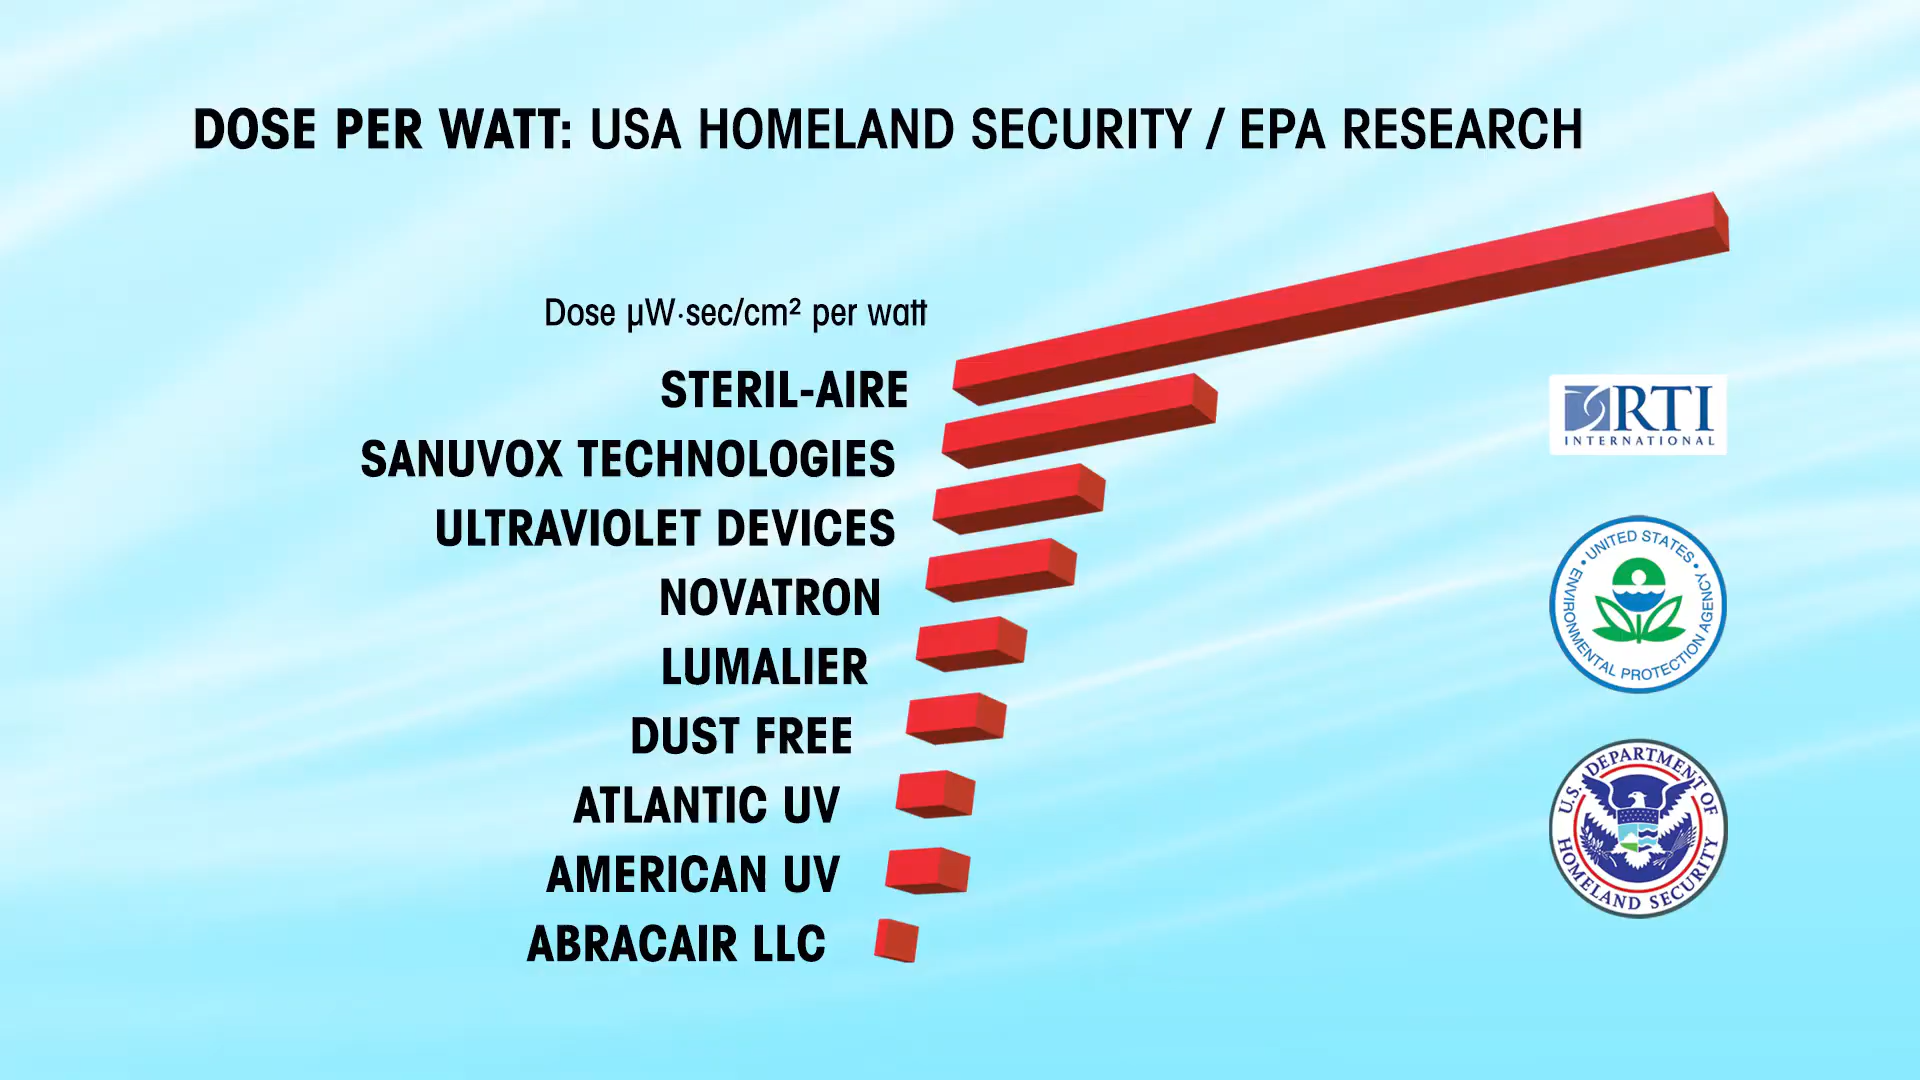 DOSE PER WATT: USA HOMELAND SECURITY / EPA RESEARCH
Dose µW·sec/cm² per watt
STERIL-AIRE
SANUVOX TECHNOLOGIES
ULTRAVIOLET DEVICES
NOVATRON
LUMALIER
DUST FREE
ATLANTIC UV
AMERICAN UV
ABRACAIR LLC
RTI
INTERNATIONAL
UNITED STATES
ENVIRONMENTAL PROTECTION AGENCY
U.S. DEPARTMENT OF
HOMELAND SECURITY